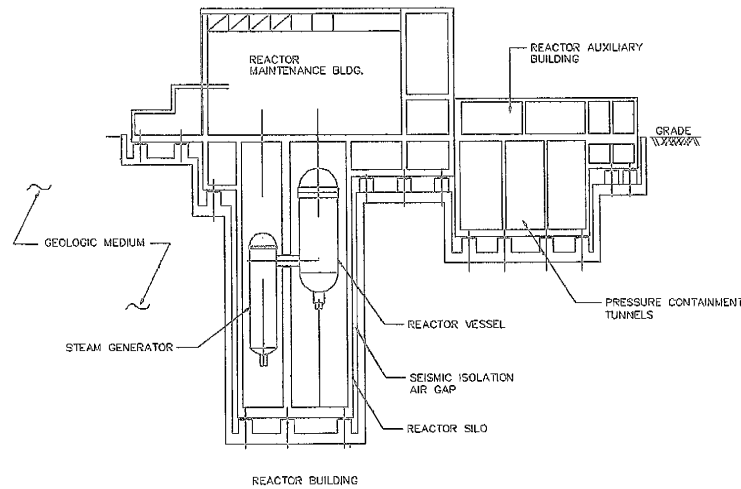 REACTOR
MAINTENANCE BLDG.
REACTOR AUXILIARY
BUILDING
GRADE
GEOLOGIC MEDIUM
PRESSURE CONTAINMENT
TUNNELS
REACTOR VESSEL
STEAM GENERATOR
SEISMIC ISOLATION
AIR GAP
REACTOR SILO
REACTOR BUILDING